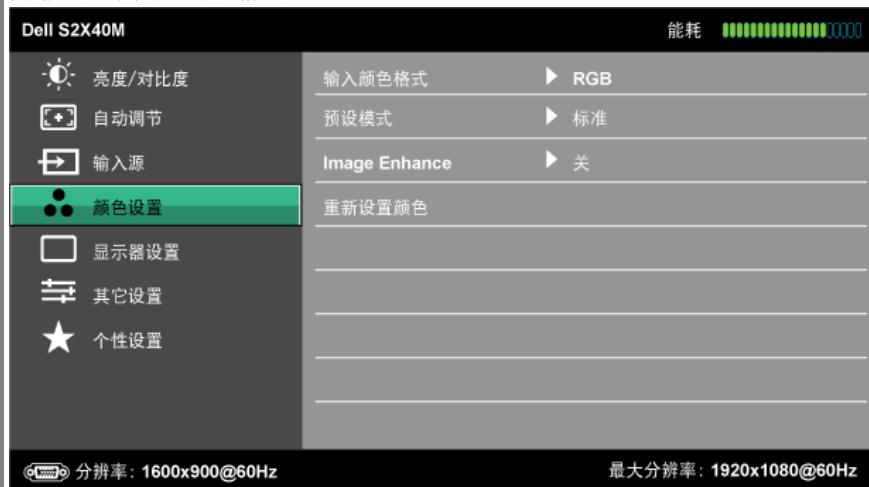 Dell S2X40M
能耗
亮度/对比度
自动调节
输入源
颜色设置
显示器设置
其它设置
个性设置
输入颜色格式
RGB
预设模式
标准
Image Enhance
关
重新设置颜色
分辨率: 1600x900@60Hz
最大分辨率: 1920x1080@60Hz